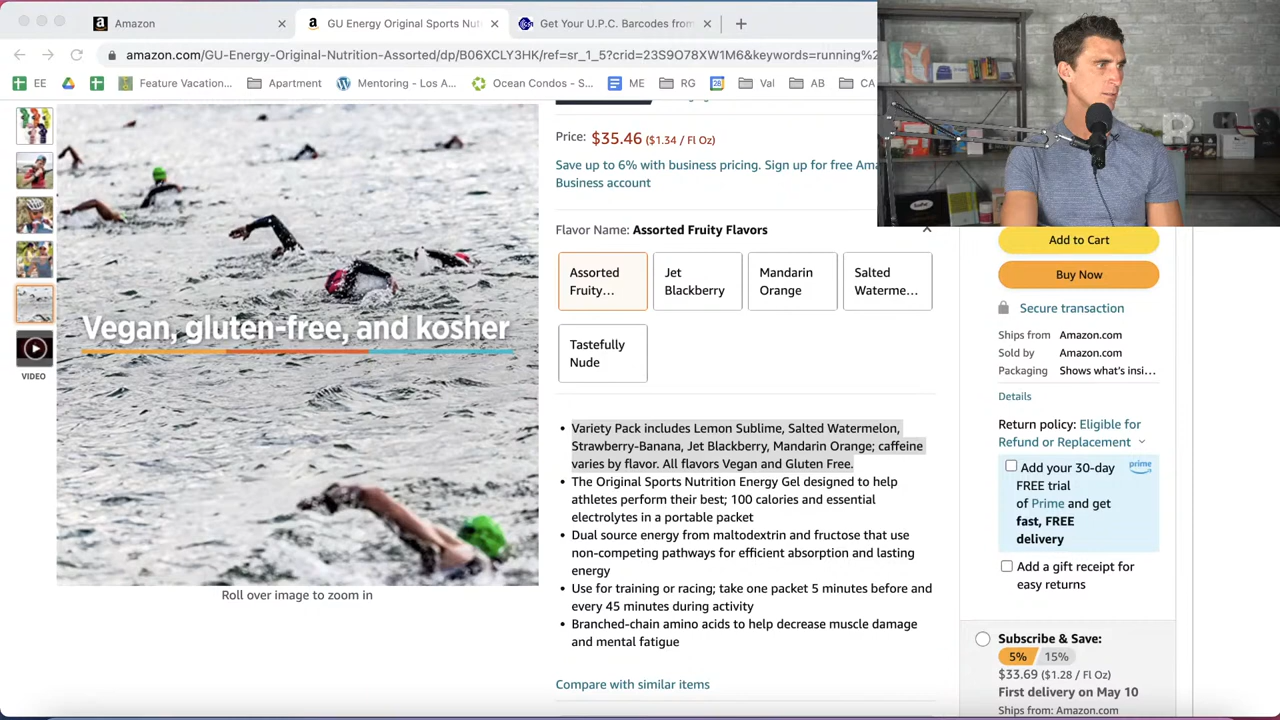 Amazon
GU Energy Original Sports Nut
Get Your U.P.C. Barcodes from
amazon.com/GU-Energy-Original-Nutrition-Assorted/dp/B06XCLY3HK/ref=sr_1_5?crid=23S9O78XW1M6&keywords=running%2
EE
Feature Vacation...
Apartment
Mentoring - Los A...
Ocean Condos - S...
ME
RG
28
Val
AB
CA
Price: $35.46 ($1.34 / Fl Oz)
Save up to 6% with business pricing. Sign up for free Ama
Business account
Flavor Name: Assorted Fruity Flavors
Assorted
Fruity...
Jet
Blackberry
Mandarin
Orange
Salted
Waterme...
Tastefully
Nude
Vegan, gluten-free, and kosher
VIDEO
Roll over image to zoom in
• Variety Pack includes Lemon Sublime, Salted Watermelon,
Strawberry-Banana, Jet Blackberry, Mandarin Orange; caffeine
varies by flavor. All flavors Vegan and Gluten Free.
• The Original Sports Nutrition Energy Gel designed to help
athletes perform their best; 100 calories and essential
electrolytes in a portable packet
• Dual source energy from maltodextrin and fructose that use
non-competing pathways for efficient absorption and lasting
energy
• Use for training or racing; take one packet 5 minutes before and
every 45 minutes during activity
• Branched-chain amino acids to help decrease muscle damage
and mental fatigue
Compare with similar items
Add to Cart
Buy Now
Secure transaction
Ships from Amazon.com
Sold by Amazon.com
Packaging Shows what's insi...
Details
Return policy: Eligible for
Refund or Replacement
Add your 30-day
FREE trial
of Prime and get
fast, FREE
delivery
prime
Add a gift receipt for
easy returns
Subscribe & Save:
5% 15%
$33.69 ($1.28 / Fl Oz)
First delivery on May 10
Ships from: Amazon.com